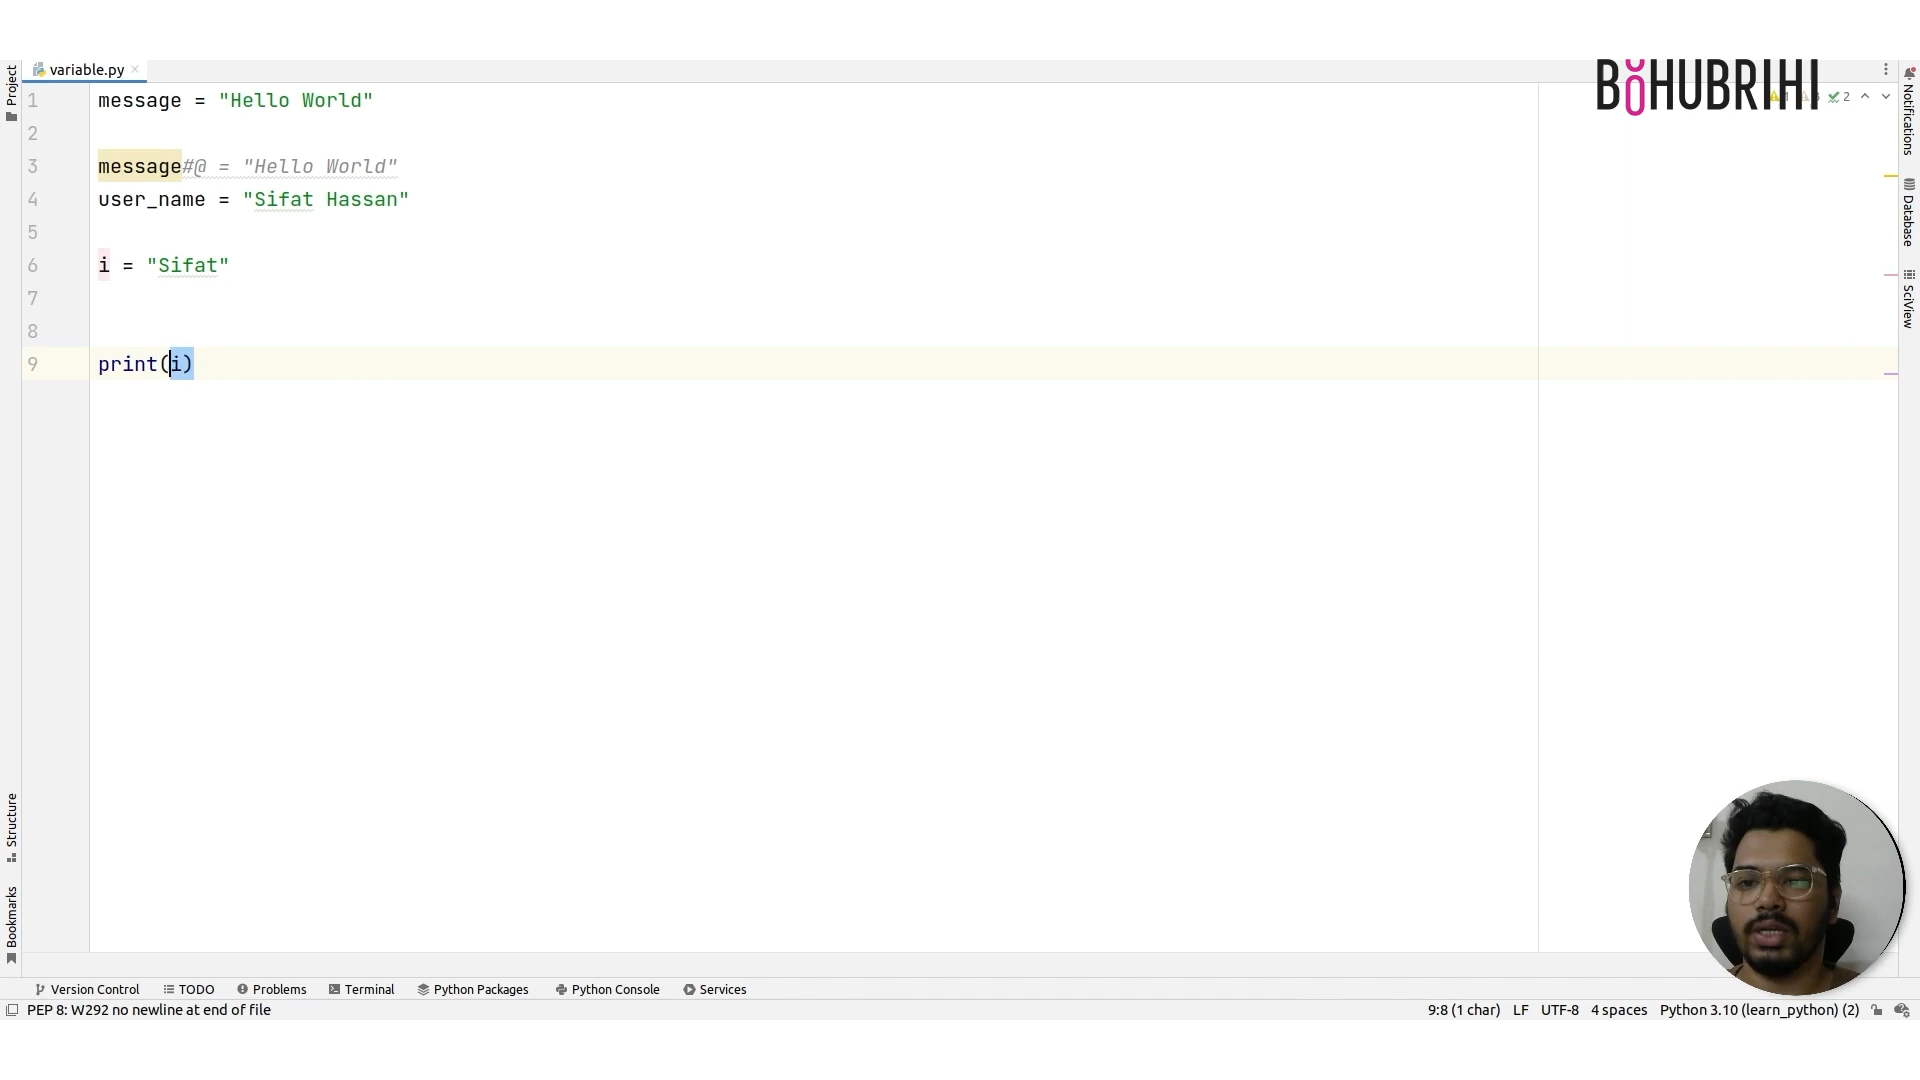 Project
variable.py
BOHUBRIHI
2
Notifications
Database
SciView
1 message = "Hello World"
2
3 message#@ = "Hello World"
4 user_name = "Sifat Hassan"
5
6 i = "Sifat"
7
8
9 print(i)
Structure
Bookmarks
Version Control TODO Problems Terminal Python Packages Python Console Services
PEP 8: W292 no newline at end of file 9:8 (1 char) LF UTF-8 4 spaces Python 3.10 (learn_python) (2)